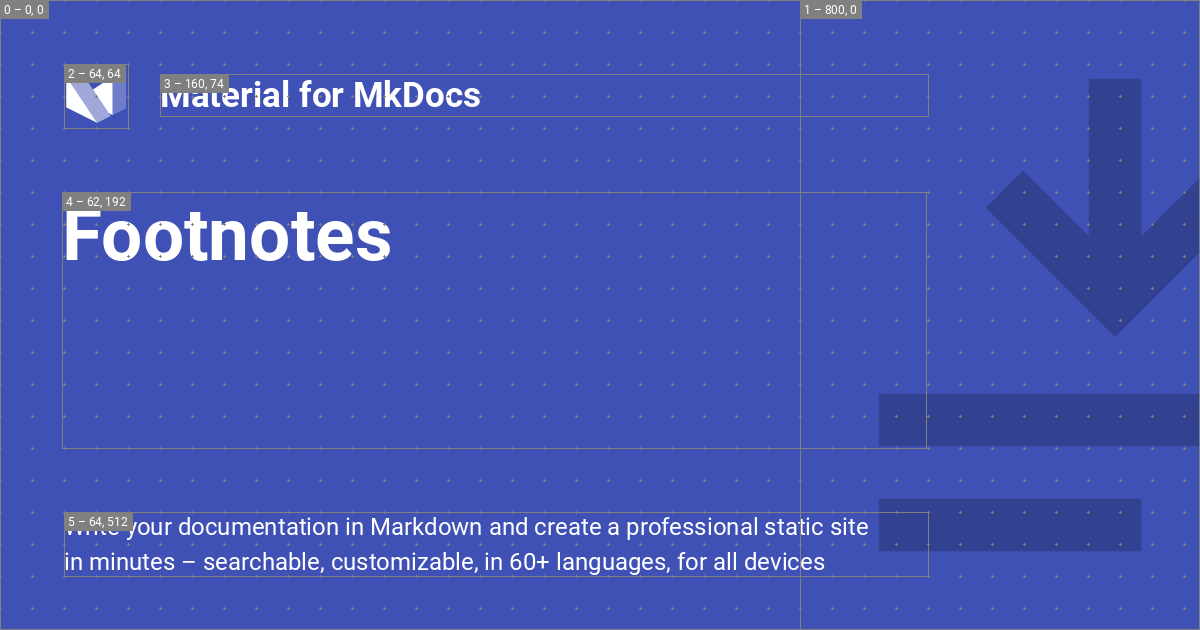 0 – 0, 0
1 – 800, 0
2 – 64, 64
3 – 160, 74
Material for MkDocs
4 – 62, 192
Footnotes
5 – 64, 512
Write your documentation in Markdown and create a professional static site
in minutes – searchable, customizable, in 60+ languages, for all devices